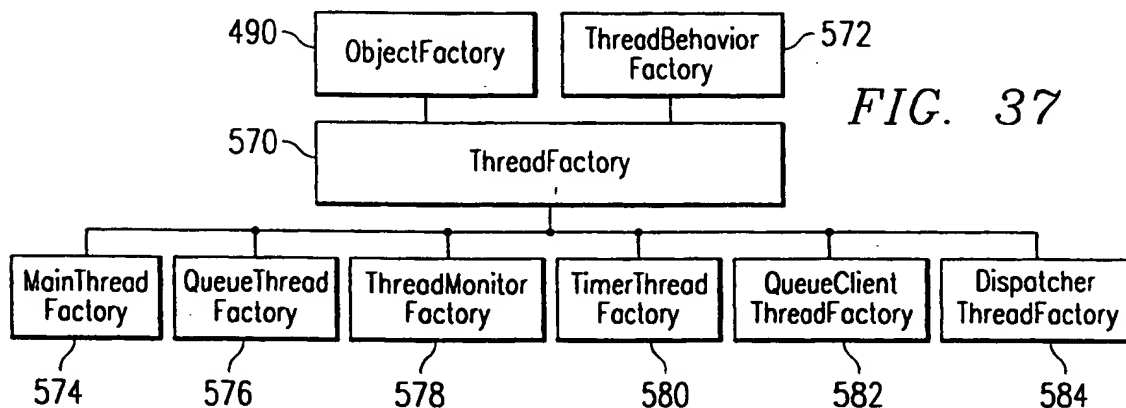 490
ObjectFactory
ThreadBehavior
Factory
572
FIG. 37
570
ThreadFactory
MainThread
Factory
QueueThread
Factory
ThreadMonitor
Factory
TimerThread
Factory
QueueClient
ThreadFactory
Dispatcher
ThreadFactory
574
576
578
580
582
584